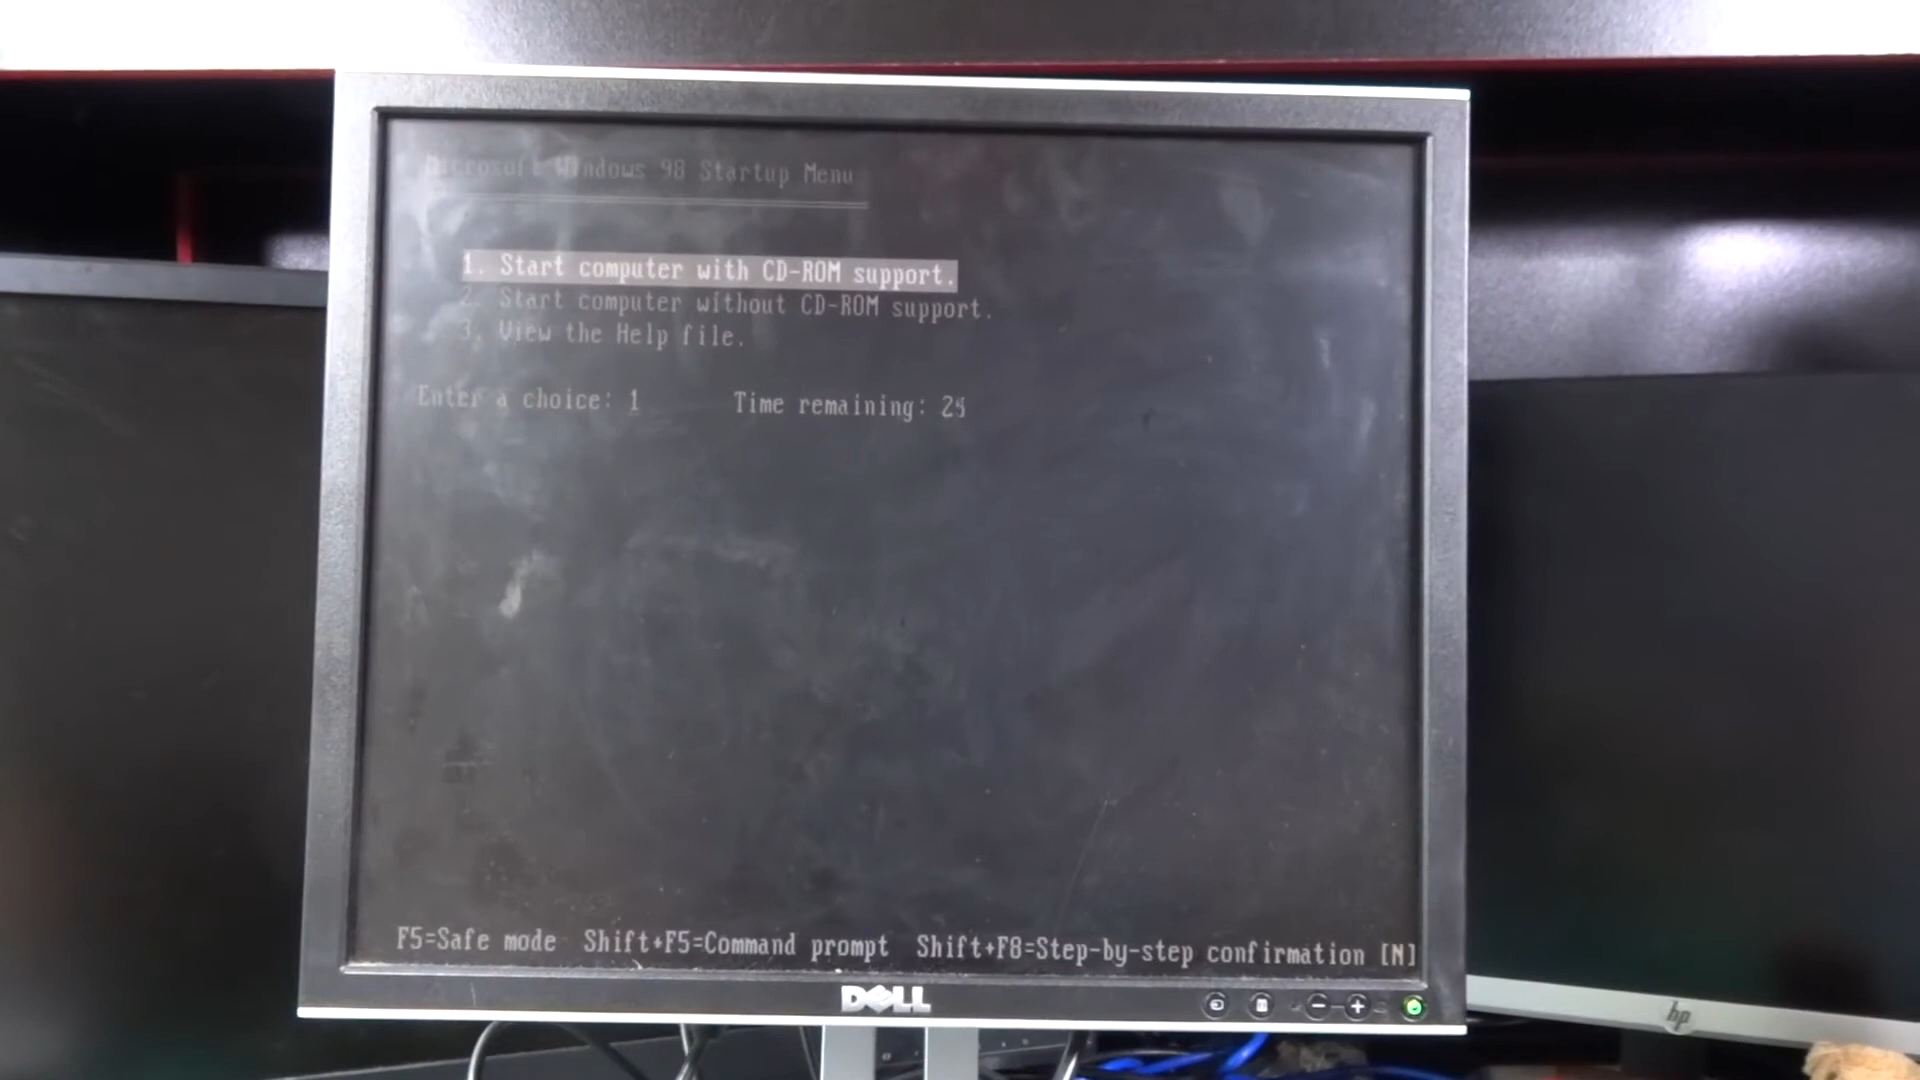 Microsoft Windows 98 Startup Menu
1. Start computer with CD-ROM support.
2. Start computer without CD-ROM support.
3. View the Help file.
Enter a choice: 1 Time remaining:
F5=Safe mode Shift+F5=Command prompt Shift+F8=Step-by-step confirmation [N]
DELL
hp